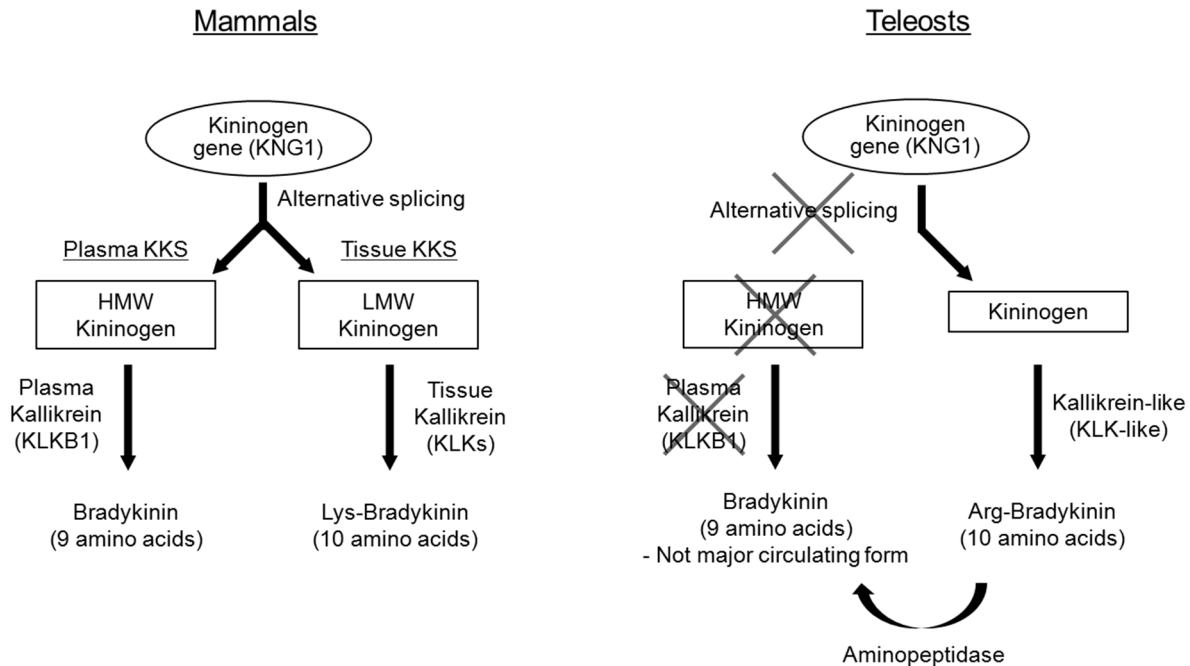 Mammals
Kininogen
gene (KNG1)
Alternative splicing
Plasma KKS
Tissue KKS
HMW
Kininogen
LMW
Kininogen
Plasma
Kallikrein
(KLKB1)
Tissue
Kallikrein
(KLKs)
Bradykinin
(9 amino acids)
Lys-Bradykinin
(10 amino acids)
Teleosts
Kininogen
gene (KNG1)
Alternative splicing
HMW
Kininogen
Kininogen
Plasma
Kallikrein
(KLKB1)
Kallikrein-like
(KLK-like)
Bradykinin
(9 amino acids)
- Not major circulating form
Arg-Bradykinin
(10 amino acids)
Aminopeptidase